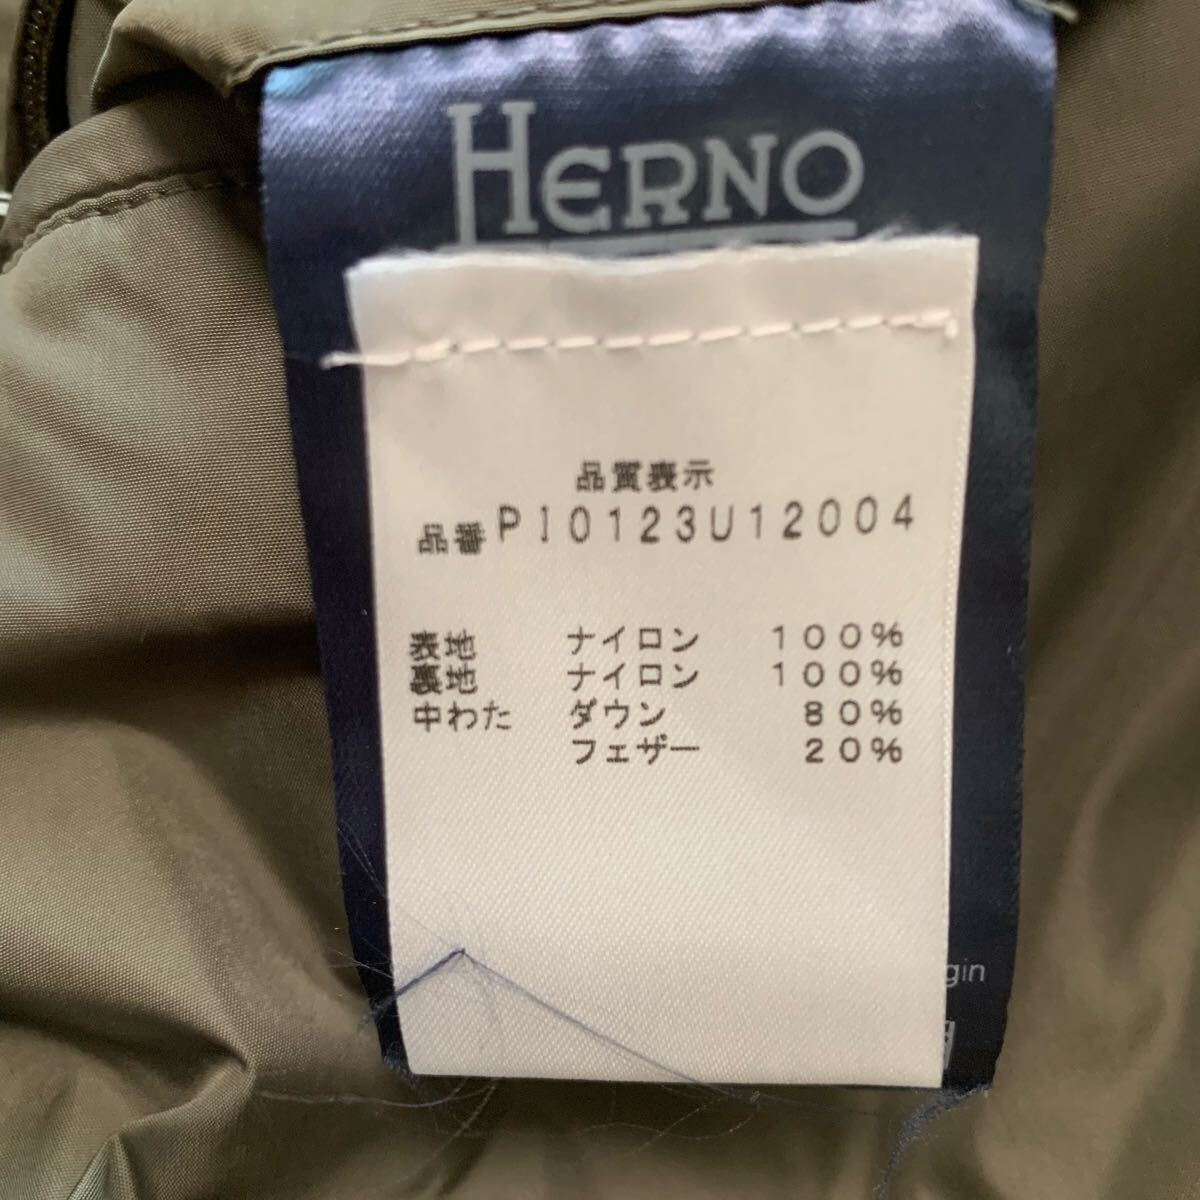 HERNO
品質表示
品番 PI0123U12004
表地 ナイロン 100%
裏地 ナイロン 100%
中わた ダウン 80%
フェザー 20%
gin